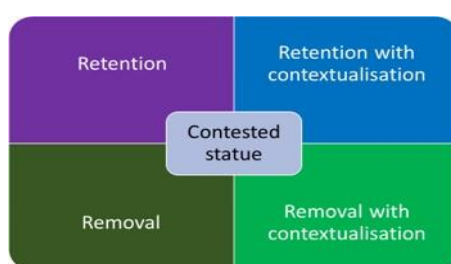 Retention
Retention with
contextualisation
Contested
statue
Removal
Removal with
contextualisation